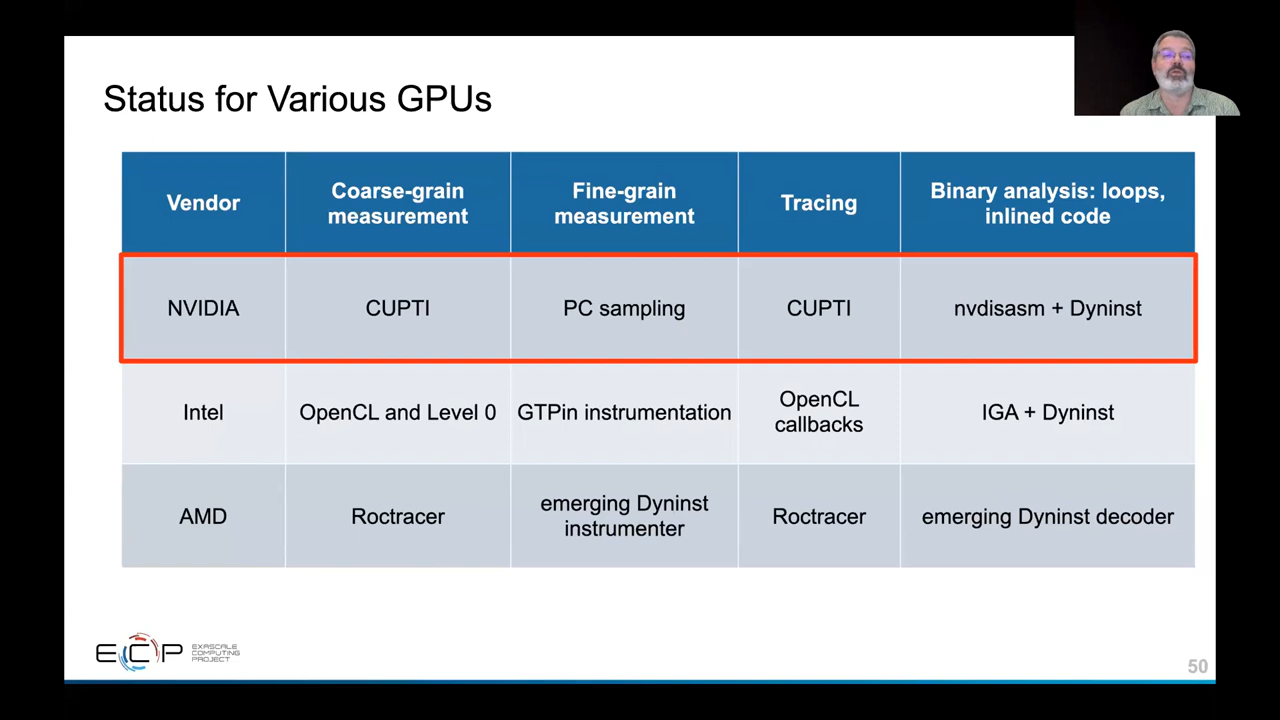 Status for Various GPUs
Vendor
Coarse-grain
measurement
Fine-grain
measurement
Tracing
Binary analysis: loops,
inlined code
NVIDIA
CUPTI
PC sampling
CUPTI
nvdisasm + Dyninst
Intel
OpenCL and Level 0
GTPin instrumentation
OpenCL
callbacks
IGA + Dyninst
AMD
Roctracer
emerging Dyninst
instrumenter
Roctracer
emerging Dyninst decoder
ECP
EXASCALE
COMPUTING
PROJECT
50